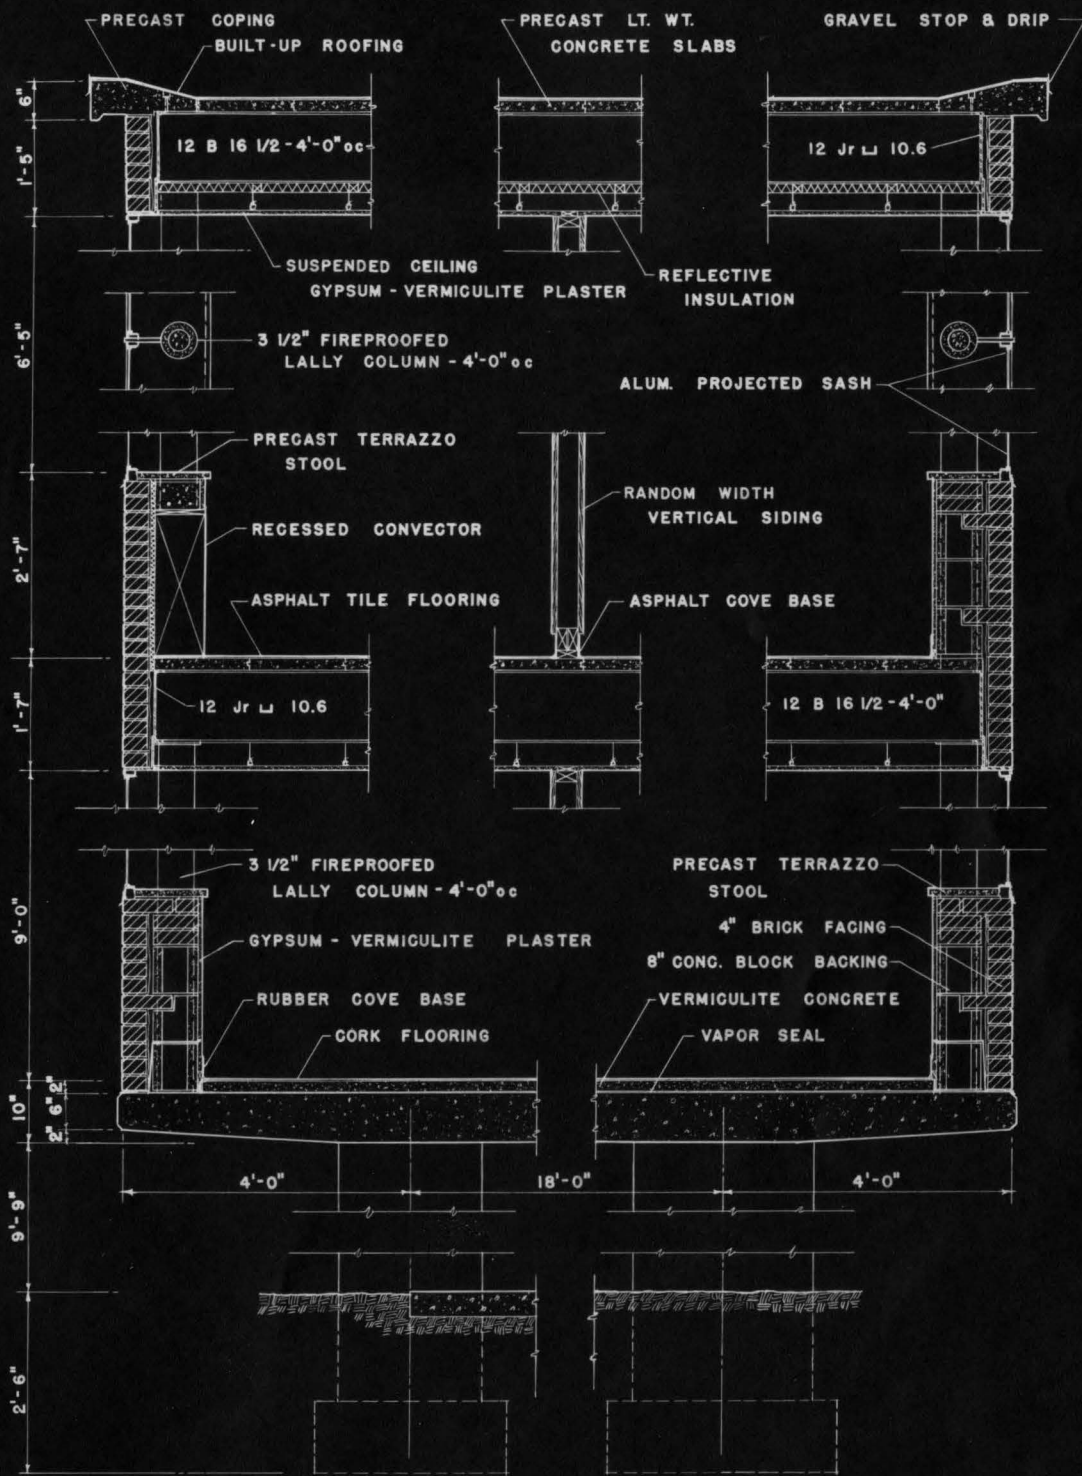 PRECAST COPING
BUILT-UP ROOFING
PRECAST LT. WT.
CONCRETE SLABS
GRAVEL STOP & DRIP
6"
1'-5"
12 B 16 1/2-4'-0" oc
12 Jr ⊔ 10.6
SUSPENDED CEILING
GYPSUM - VERMICULITE PLASTER
REFLECTIVE
INSULATION
6'-5"
3 1/2" FIREPROOFED
LALLY COLUMN - 4'-0" oc
ALUM. PROJECTED SASH
PRECAST TERRAZZO
STOOL
RANDOM WIDTH
VERTICAL SIDING
2'-7"
RECESSED CONVECTOR
ASPHALT TILE FLOORING
ASPHALT COVE BASE
1'-7"
12 Jr ⊔ 10.6
12 B 16 1/2-4'-0"
3 1/2" FIREPROOFED
LALLY COLUMN - 4'-0" oc
PRECAST TERRAZZO
STOOL
9'-0"
4" BRICK FACING
GYPSUM - VERMICULITE PLASTER
8" CONC. BLOCK BACKING
RUBBER COVE BASE
VERMICULITE CONCRETE
CORK FLOORING
VAPOR SEAL
10"
2" 6" 2"
4'-0"
18'-0"
4'-0"
9'-9"
2'-6"